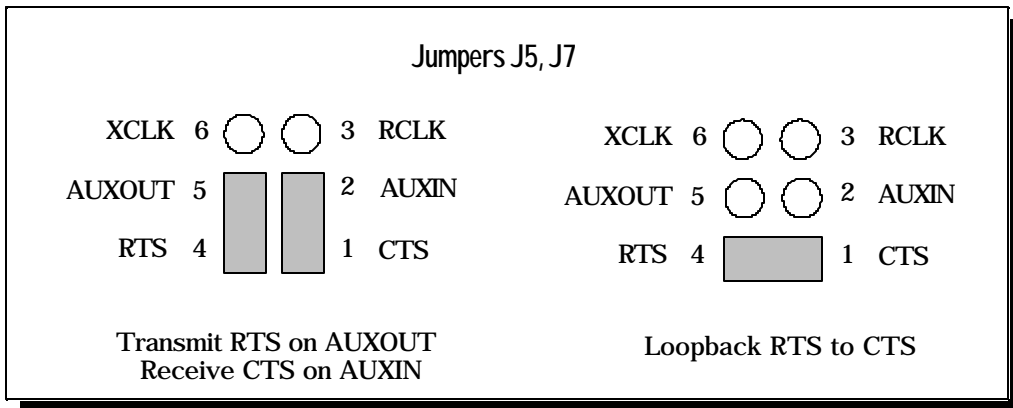 Jumpers J5, J7
XCLK 6 3 RCLK
AUXOUT 5 2 AUXIN
RTS 4 1 CTS
Transmit RTS on AUXOUT
Receive CTS on AUXIN
XCLK 6 3 RCLK
AUXOUT 5 2 AUXIN
RTS 4 1 CTS
Loopback RTS to CTS